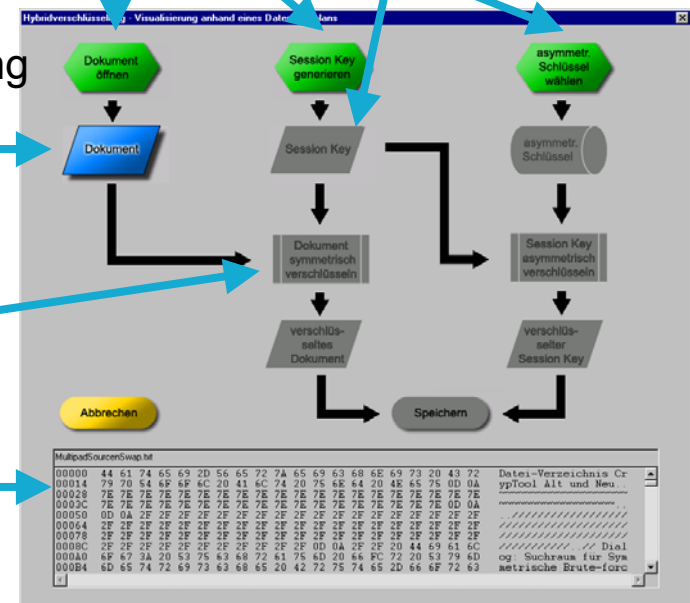 Hybridverschlüsselung - Visualisierung anhand eines Datenflussplans
ng
Dokument
öffnen
Session Key
generieren
asymmetr.
Schlüssel
wählen
Dokument
Session Key
asymmetr.
Schlüssel
Dokument
symmetrisch
verschlüsseln
Session Key
asymmetrisch
verschlüsseln
verschlüs-
seltes
Dokument
verschlüs-
selter
Session Key
Abbrechen
Speichern
MultipadSourcenSwap.txt
00000 44 61 74 65 69 2D 56 65 72 7A 65 69 63 68 6E 69 73 20 43 72 Datei-Verzeichnis Cr
00014 79 70 54 6F 6F 6C 20 41 6C 74 20 75 6E 64 20 4E 65 75 0D 0A ypTool Alt und Neu..
00028 7E 7E 7E 7E 7E 7E 7E 7E 7E 7E 7E 7E 7E 7E 7E 7E 7E 7E 7E 7E ~~~~~~~~~~~~~~~~~~~~
0003C 7E 7E 7E 7E 7E 7E 7E 7E 7E 7E 7E 7E 7E 7E 7E 7E 7E 7E 0D 0A ~~~~~~~~~~~~~~~~~~..
00050 0D 0A 2F 2F 2F 2F 2F 2F 2F 2F 2F 2F 2F 2F 2F 2F 2F 2F 2F 2F ..//////////////////
00064 2F 2F 2F 2F 2F 2F 2F 2F 2F 2F 2F 2F 2F 2F 2F 2F 2F 2F 2F 2F ////////////////////
00078 2F 2F 2F 2F 2F 2F 2F 2F 2F 2F 2F 2F 2F 2F 2F 2F 2F 2F 2F 2F ////////////////////
0008C 2F 2F 2F 2F 2F 2F 2F 2F 2F 2F 0D 0A 2F 2F 20 44 69 61 6C //////////..// Dial
000A0 6F 67 3A 20 53 75 63 68 72 61 75 6D 20 66 FC 72 20 53 79 6D og: Suchraum für Sym
000B4 6D 65 74 72 69 73 63 68 65 20 42 72 75 74 65 2D 66 6F 72 63 metrische Brute-forc